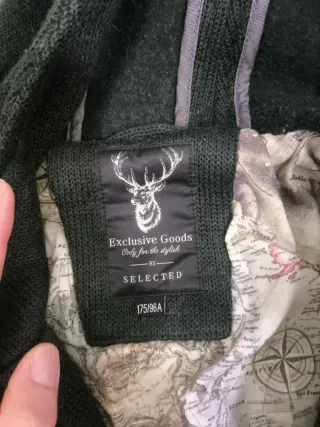 Exclusive Goods
Only for the stylish
BY
SELECTED
175/96A